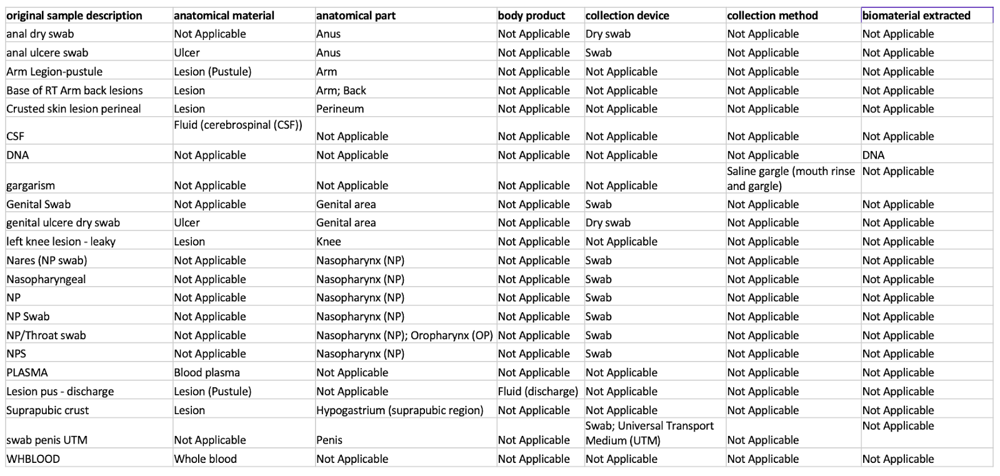 original sample description anatomical material anatomical part body product collection device collection method biomaterial extracted
anal dry swab Not Applicable Anus Not Applicable Dry swab Not Applicable Not Applicable
anal ulcere swab Ulcer Anus Not Applicable Swab Not Applicable Not Applicable
Arm Legion-pustule Lesion (Pustule) Arm Not Applicable Not Applicable Not Applicable Not Applicable
Base of RT Arm back lesions Lesion Arm; Back Not Applicable Not Applicable Not Applicable Not Applicable
Crusted skin lesion perineal Lesion Perineum Not Applicable Not Applicable Not Applicable Not Applicable
Fluid (cerebrospinal (CSF))
CSF Not Applicable Not Applicable Not Applicable Not Applicable Not Applicable
DNA Not Applicable Not Applicable Not Applicable Not Applicable Not Applicable DNA
Saline gargle (mouth rinse Not Applicable
gargarism Not Applicable Not Applicable Not Applicable Not Applicable and gargle)
Genital Swab Not Applicable Genital area Not Applicable Swab Not Applicable Not Applicable
genital ulcere dry swab Ulcer Genital area Not Applicable Dry swab Not Applicable Not Applicable
left knee lesion - leaky Lesion Knee Not Applicable Not Applicable Not Applicable Not Applicable
Nares (NP swab) Not Applicable Nasopharynx (NP) Not Applicable Swab Not Applicable Not Applicable
Nasopharyngeal Not Applicable Nasopharynx (NP) Not Applicable Swab Not Applicable Not Applicable
NP Not Applicable Nasopharynx (NP) Not Applicable Swab Not Applicable Not Applicable
NP Swab Not Applicable Nasopharynx (NP) Not Applicable Swab Not Applicable Not Applicable
NP/Throat swab Not Applicable Nasopharynx (NP); Oropharynx (OP) Not Applicable Swab Not Applicable Not Applicable
NPS Not Applicable Nasopharynx (NP) Not Applicable Swab Not Applicable Not Applicable
PLASMA Blood plasma Not Applicable Not Applicable Not Applicable Not Applicable Not Applicable
Lesion pus - discharge Lesion (Pustule) Not Applicable Fluid (discharge) Not Applicable Not Applicable Not Applicable
Suprapubic crust Lesion Hypogastrium (suprapubic region) Not Applicable Not Applicable Not Applicable Not Applicable
Swab; Universal Transport Not Applicable
swab penis UTM Not Applicable Penis Not Applicable Medium (UTM) Not Applicable
WHBLOOD Whole blood Not Applicable Not Applicable Not Applicable Not Applicable Not Applicable